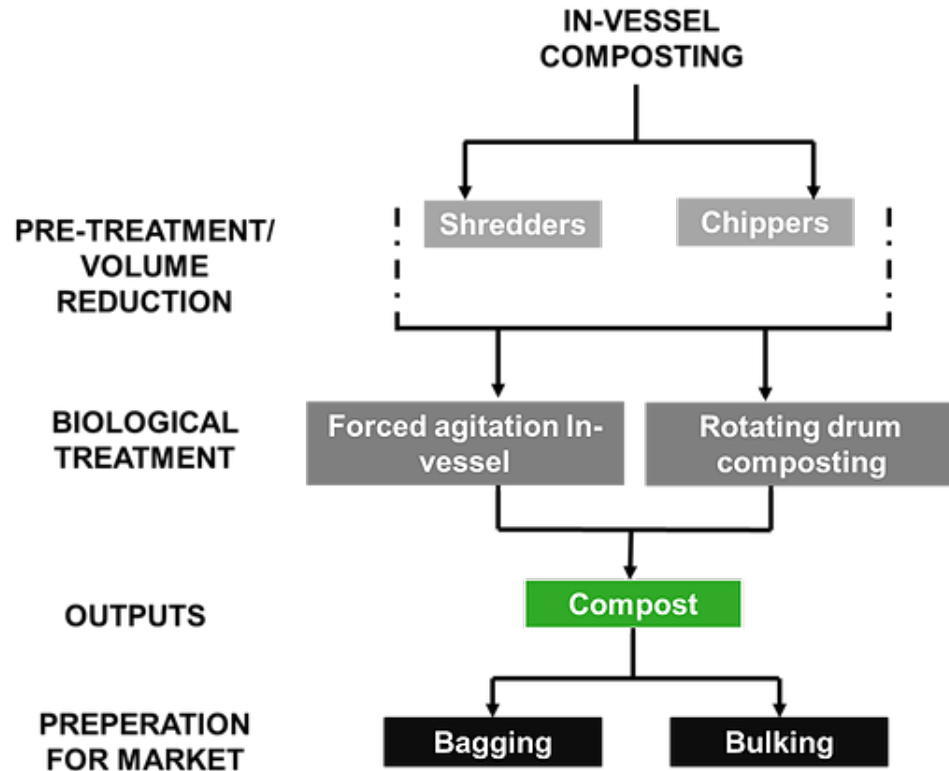 IN-VESSEL
COMPOSTING
PRE-TREATMENT/
VOLUME
REDUCTION
Shredders
Chippers
BIOLOGICAL
TREATMENT
Forced agitation In-
vessel
Rotating drum
composting
OUTPUTS
Compost
PREPERATION
FOR MARKET
Bagging
Bulking